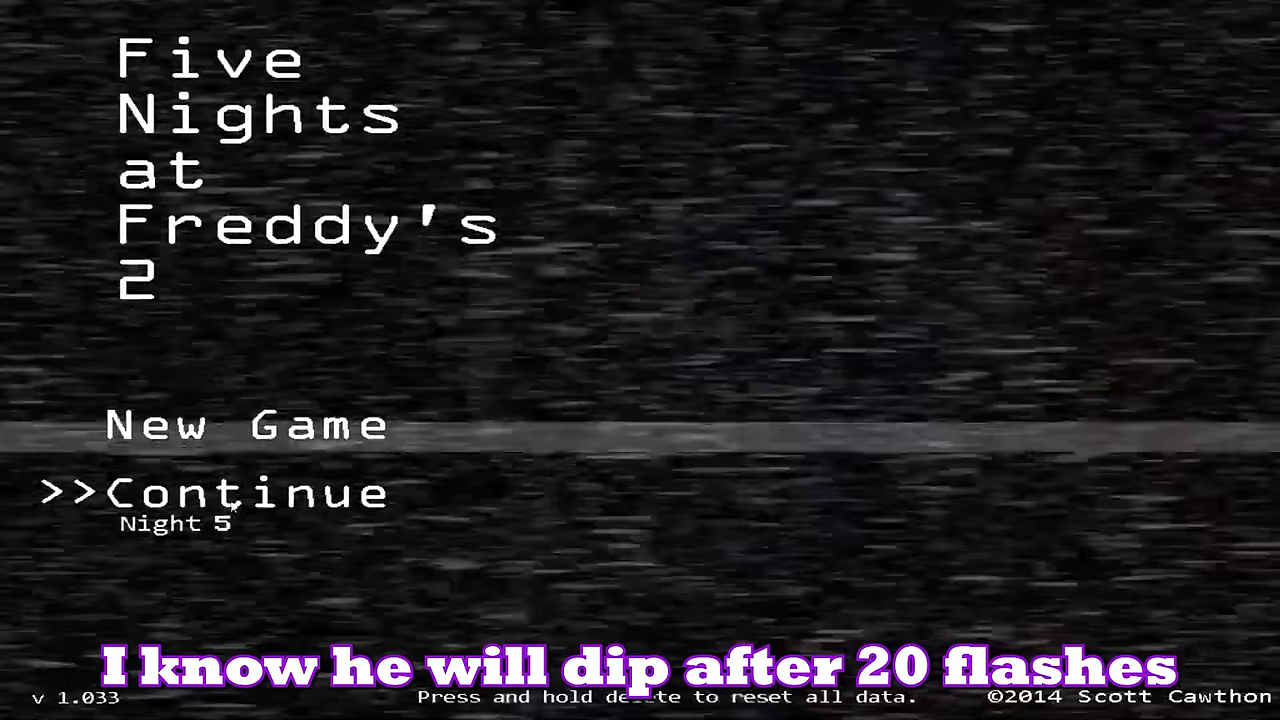 Five
Nights
at
Freddy's
2
New Game
>>Continue
Night 5
I know he will dip after 20 flashes
v 1.033
Press and hold delete to reset all data.
©2014 Scott Cawthon